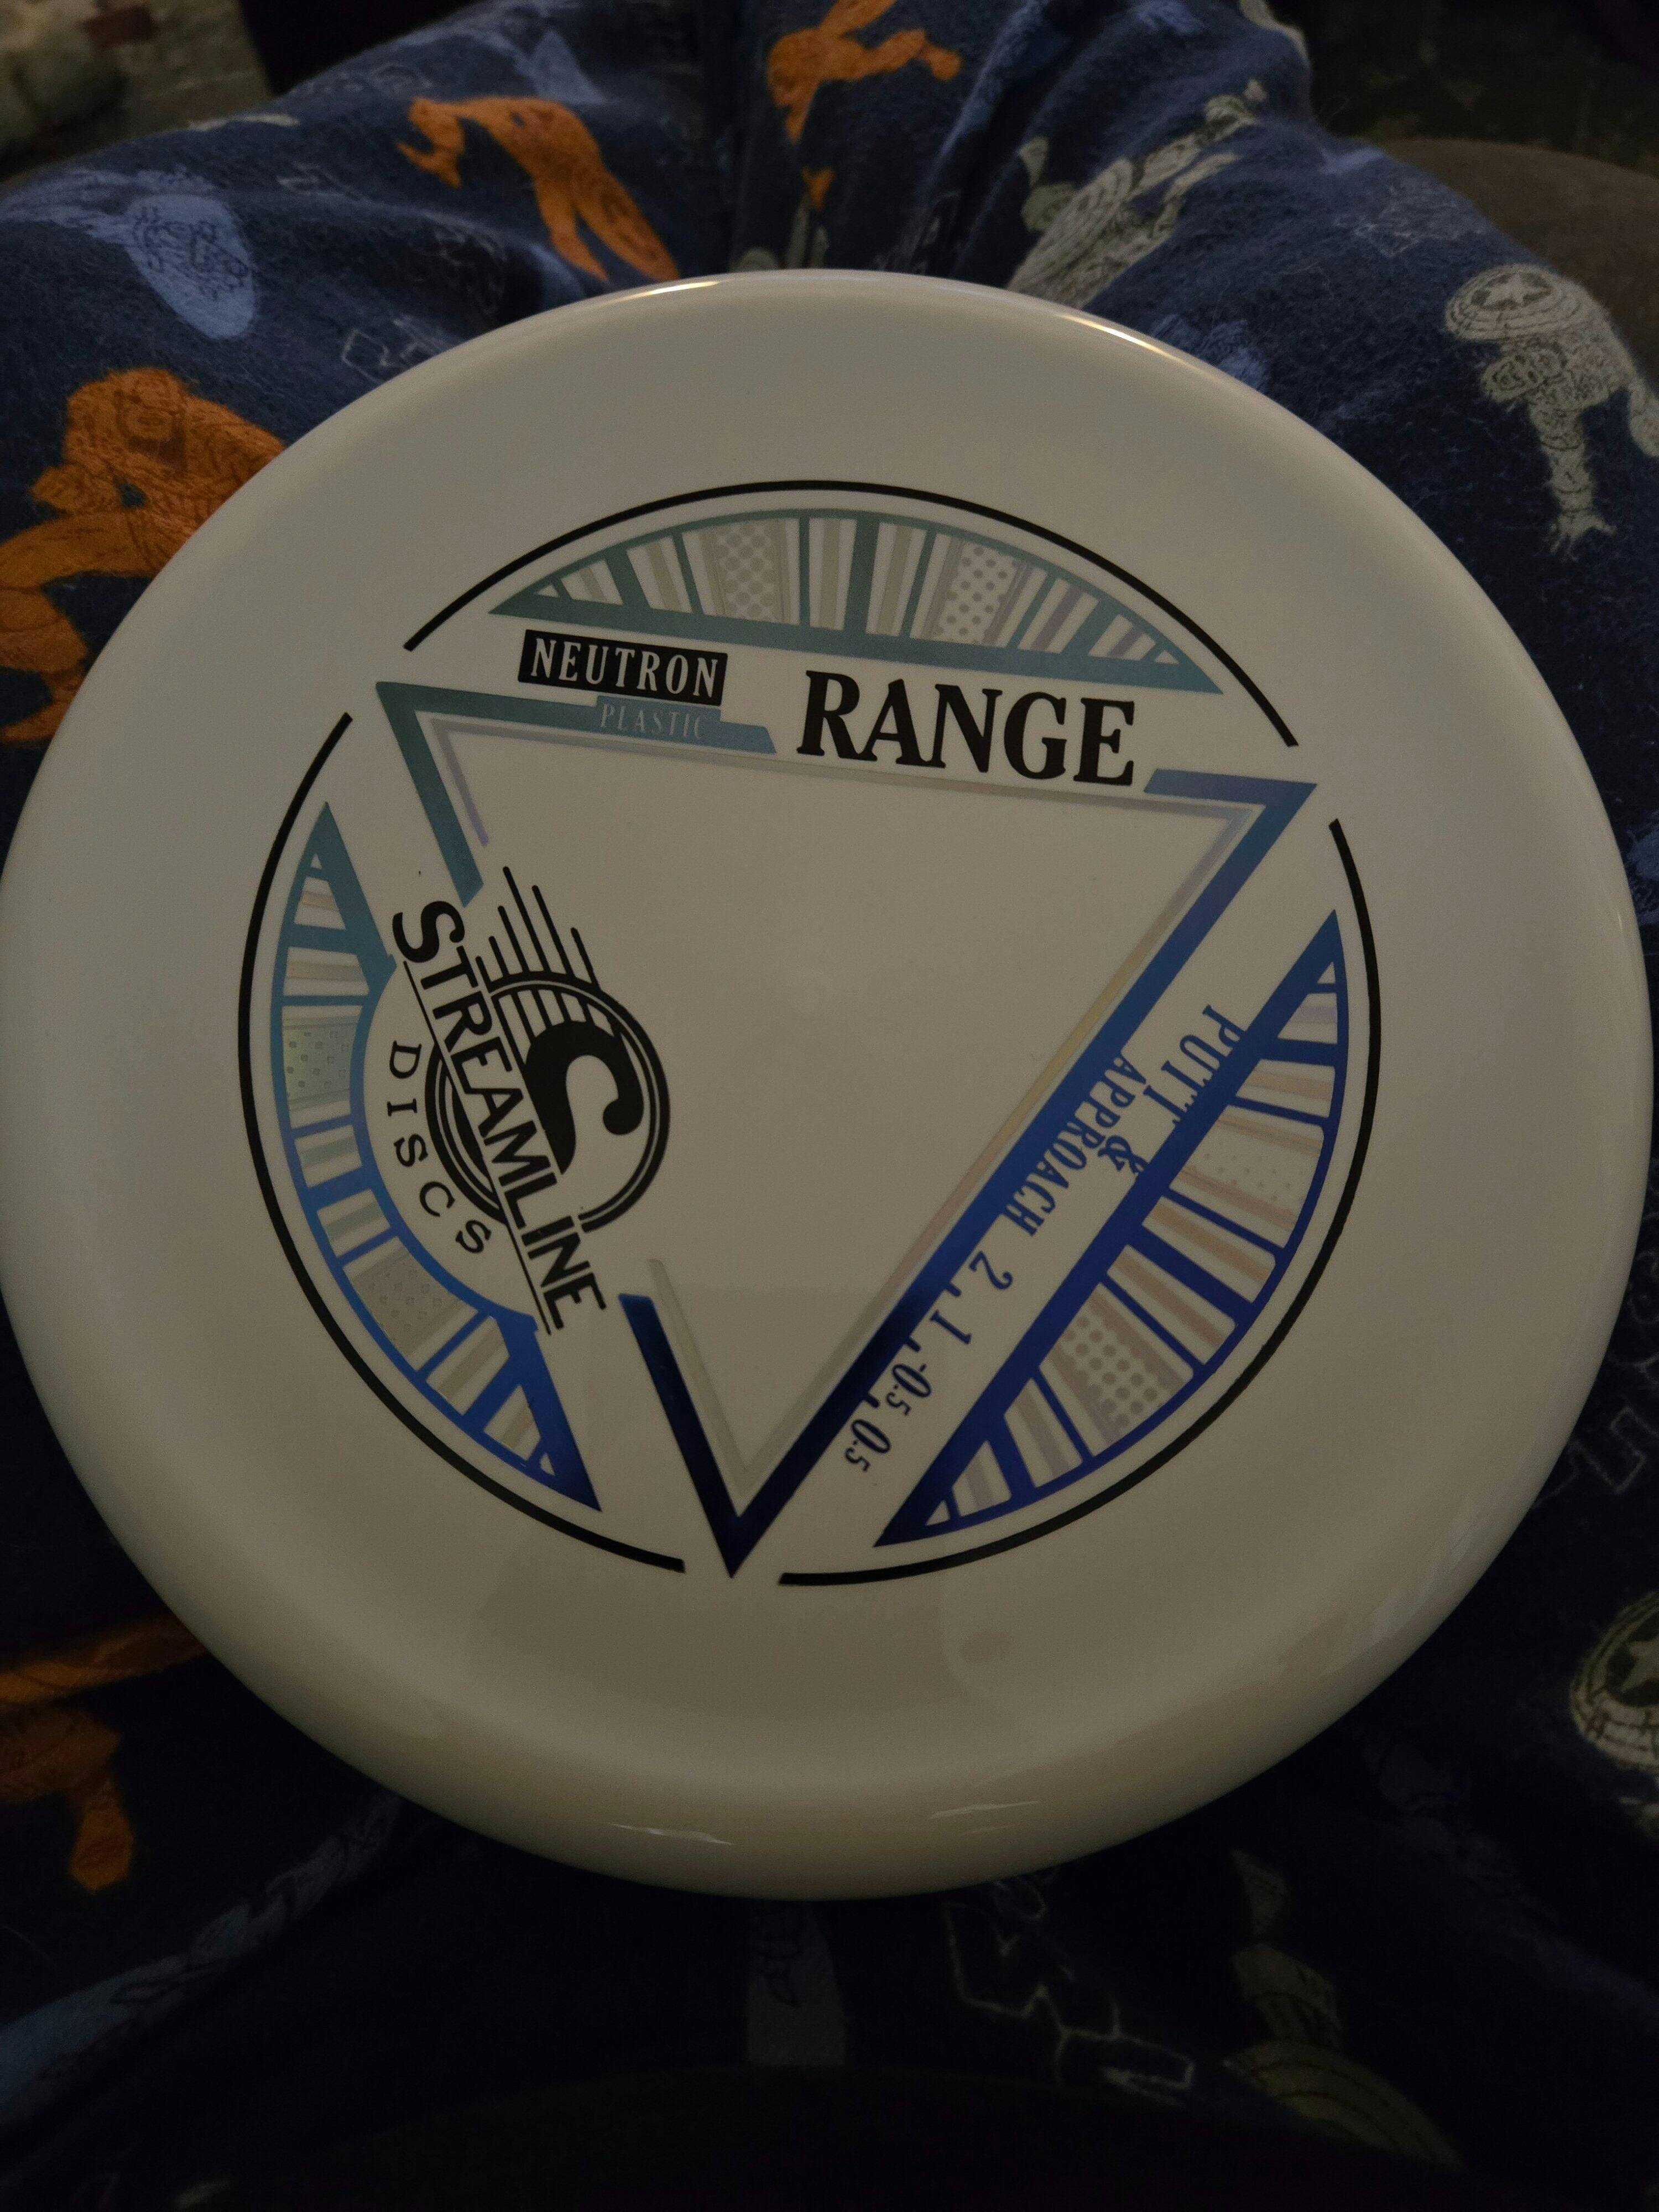 NEUTRON
PLASTIC
RANGE
STREAMLINE
DISCS
S
PUTT &
APPROACH
2, 1, -0.5, 0.5